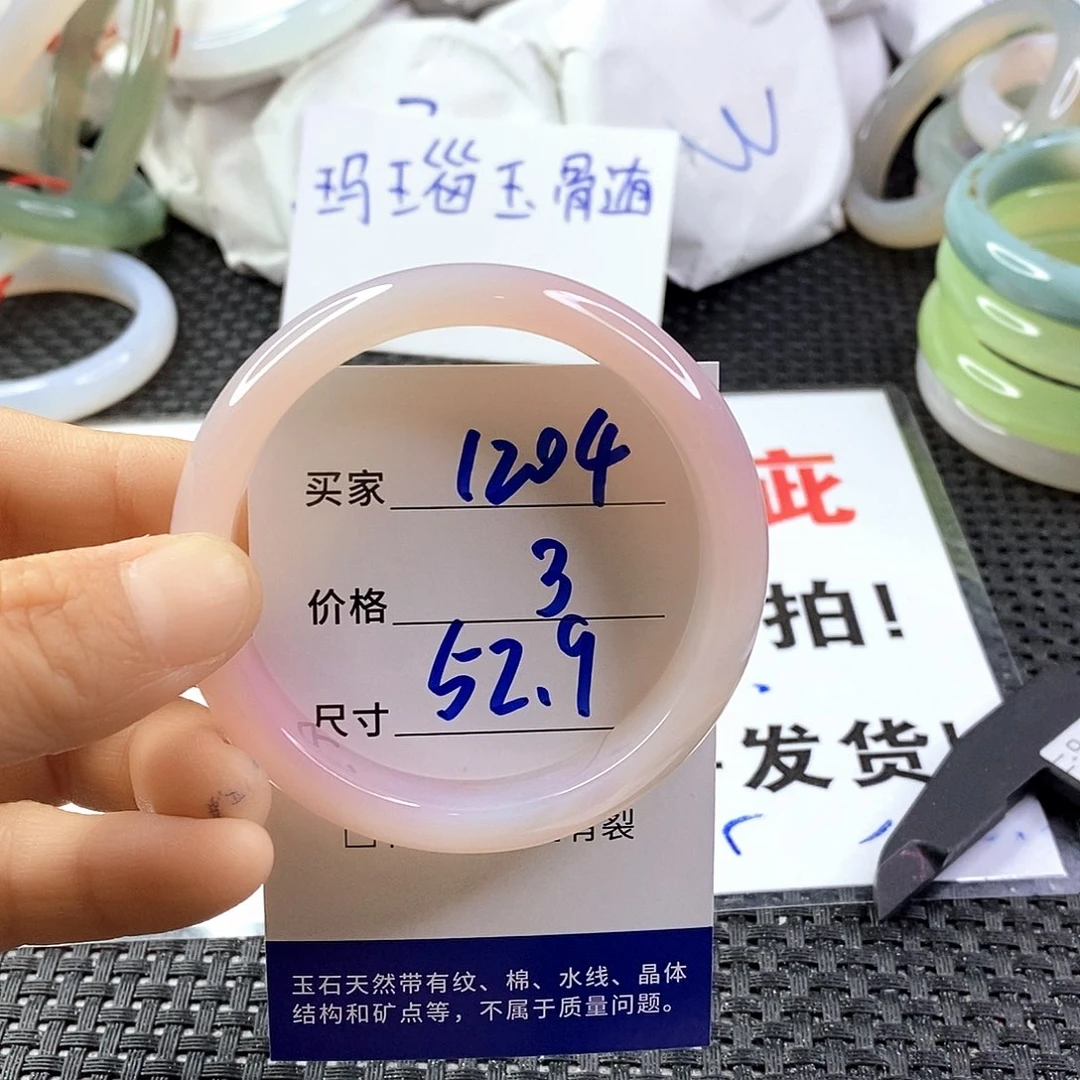 玛瑙玉骨髓
买家 1204
价格 3
尺寸 52.9
疵
拍!
发货!
裂
玉石天然带有纹、棉、水线、晶体
结构和矿点等，不属于质量问题。